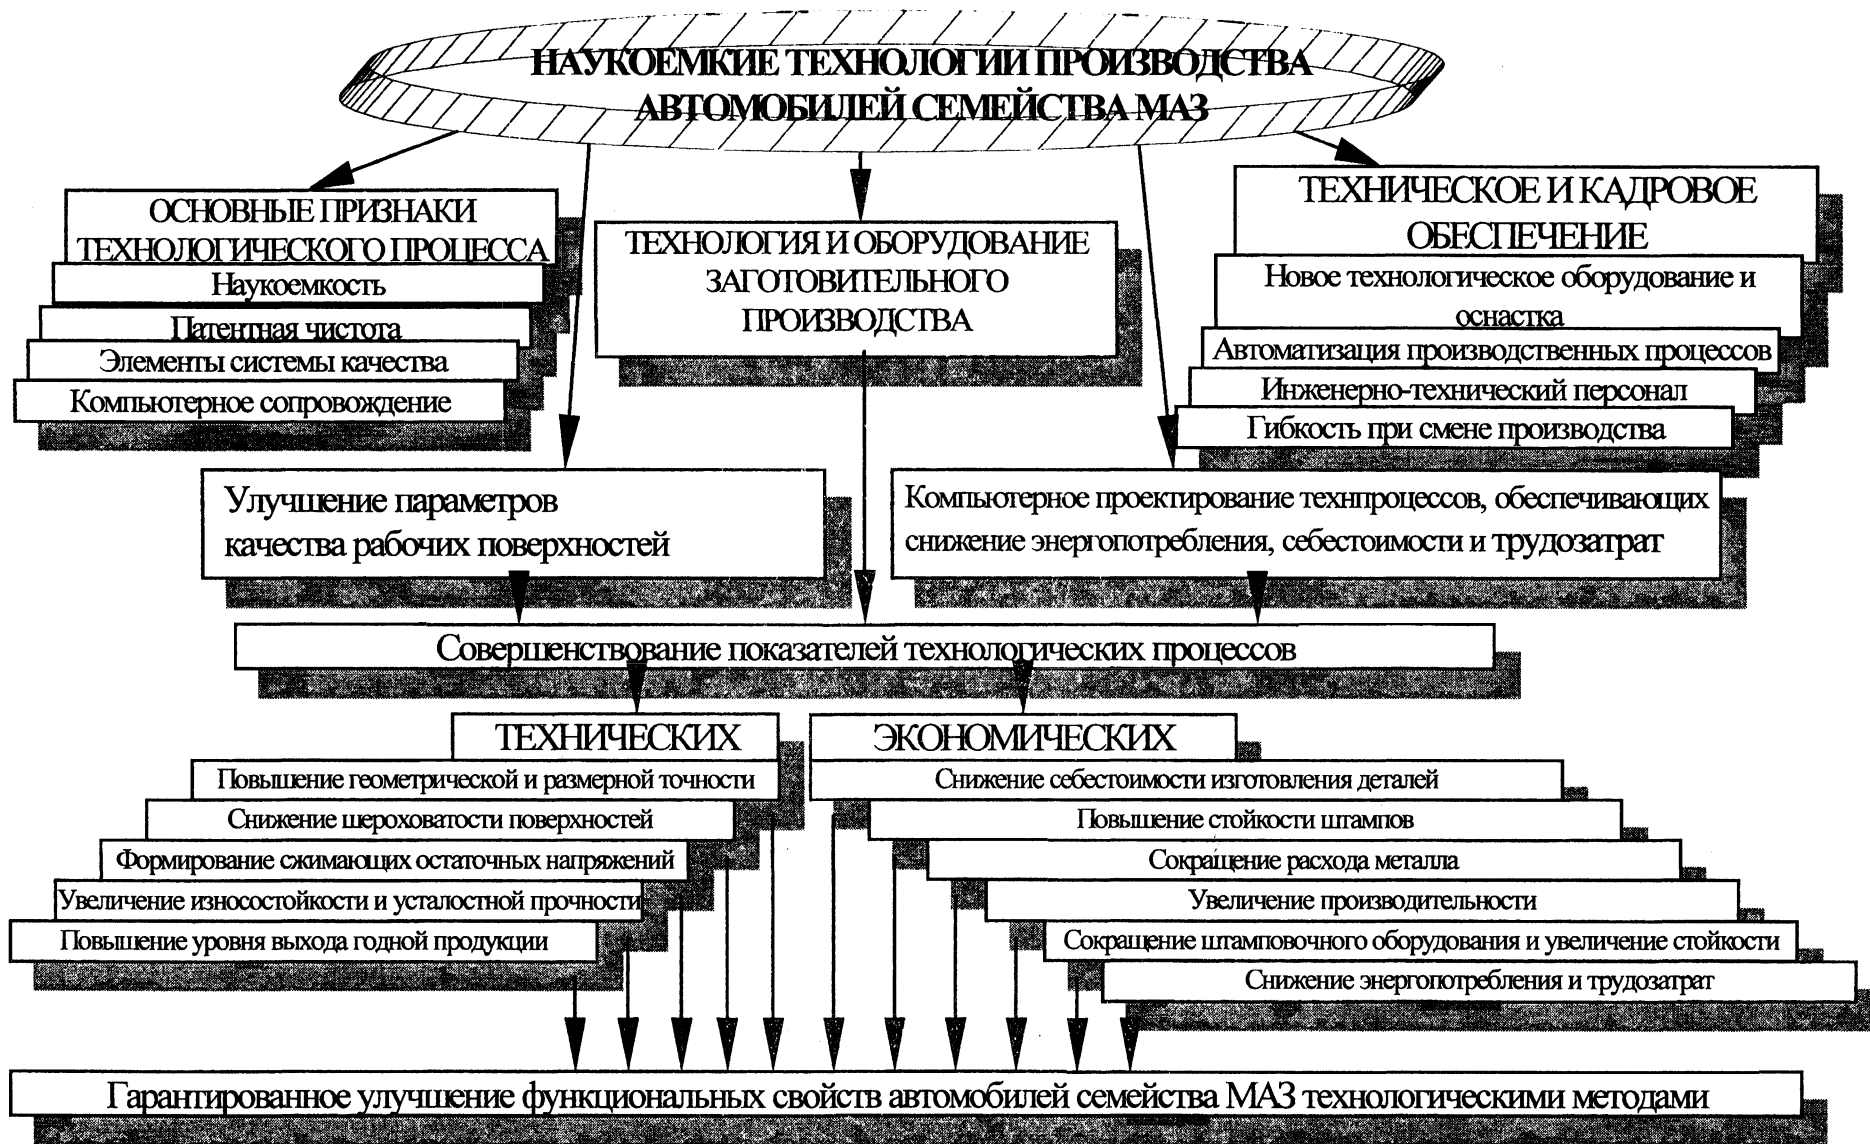 НАУКОЕМКИЕ ТЕХНОЛОГИИ ПРОИЗВОДСТВА
АВТОМОБИЛЕЙ СЕМЕЙСТВА МАЗ
ОСНОВНЫЕ ПРИЗНАКИ
ТЕХНОЛОГИЧЕСКОГО ПРОЦЕССА
Наукоемкость
Патентная чистота
Элементы системы качества
Компьютерное сопровождение
ТЕХНОЛОГИЯ И ОБОРУДОВАНИЕ
ЗАГОТОВИТЕЛЬНОГО
ПРОИЗВОДСТВА
ТЕХНИЧЕСКОЕ И КАДРОВОЕ
ОБЕСПЕЧЕНИЕ
Новое технологическое оборудование и
оснастка
Автоматизация производственных процессов
Инженерно-технический персонал
Гибкость при смене производства
Улучшение параметров
качества рабочих поверхностей
Компьютерное проектирование технпроцессов, обеспечивающих
снижение энергопотребления, себестоимости и трудозатрат
Совершенствование показателей технологических процессов
ТЕХНИЧЕСКИХ
Повышение геометрической и размерной точности
Снижение шероховатости поверхностей
Формирование сжимающих остаточных напряжений
Увеличение износостойкости и усталостной прочности
Повышение уровня выхода годной продукции
ЭКОНОМИЧЕСКИХ
Снижение себестоимости изготовления деталей
Повышение стойкости штампов
Сокращение расхода металла
Увеличение производительности
Сокращение штамповочного оборудования и увеличение стойкости
Снижение энергопотребления и трудозатрат
Гарантированное улучшение функциональных свойств автомобилей семейства МАЗ технологическими методами